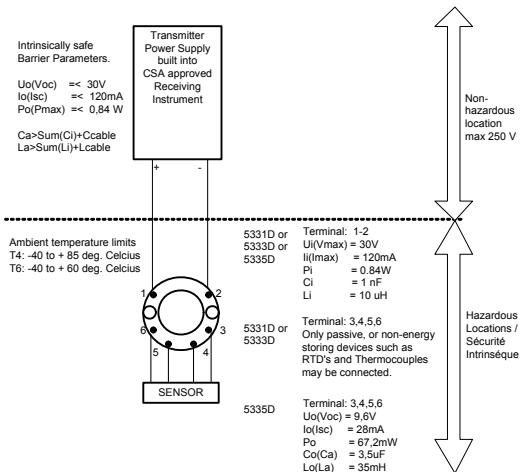 Intrinsically safe
Barrier Parameters.
Uo(Voc) =< 30V
Io(Isc) =< 120mA
Po(Pmax) =< 0,84 W
Ca>Sum(Ci)+Ccable
La>Sum(Li)+Lcable
Transmitter
Power Supply
built into
CSA approved
Receiving
Instrument
+ -
Non-
hazardous
location
max 250 V
Ambient temperature limits
T4: -40 to + 85 deg. Celcius
T6: -40 to + 60 deg. Celcius
1 2
6 3
5 4
SENSOR
5331D or
5333D or
5335D
Terminal: 1-2
Ui(Vmax) = 30V
Ii(Imax) = 120mA
Pi = 0.84W
Ci = 1 nF
Li = 10 uH
5331D or
5333D
Terminal: 3,4,5,6
Only passive, or non-energy
storing devices such as
RTD's and Thermocouples
may be connected.
5335D
Terminal: 3,4,5,6
Uo(Voc) = 9,6V
Io(Isc) = 28mA
Po = 67,2mW
Co(Ca) = 3,5uF
Lo(La) = 35mH
Hazardous
Locations /
Sécurité
Intrinséque